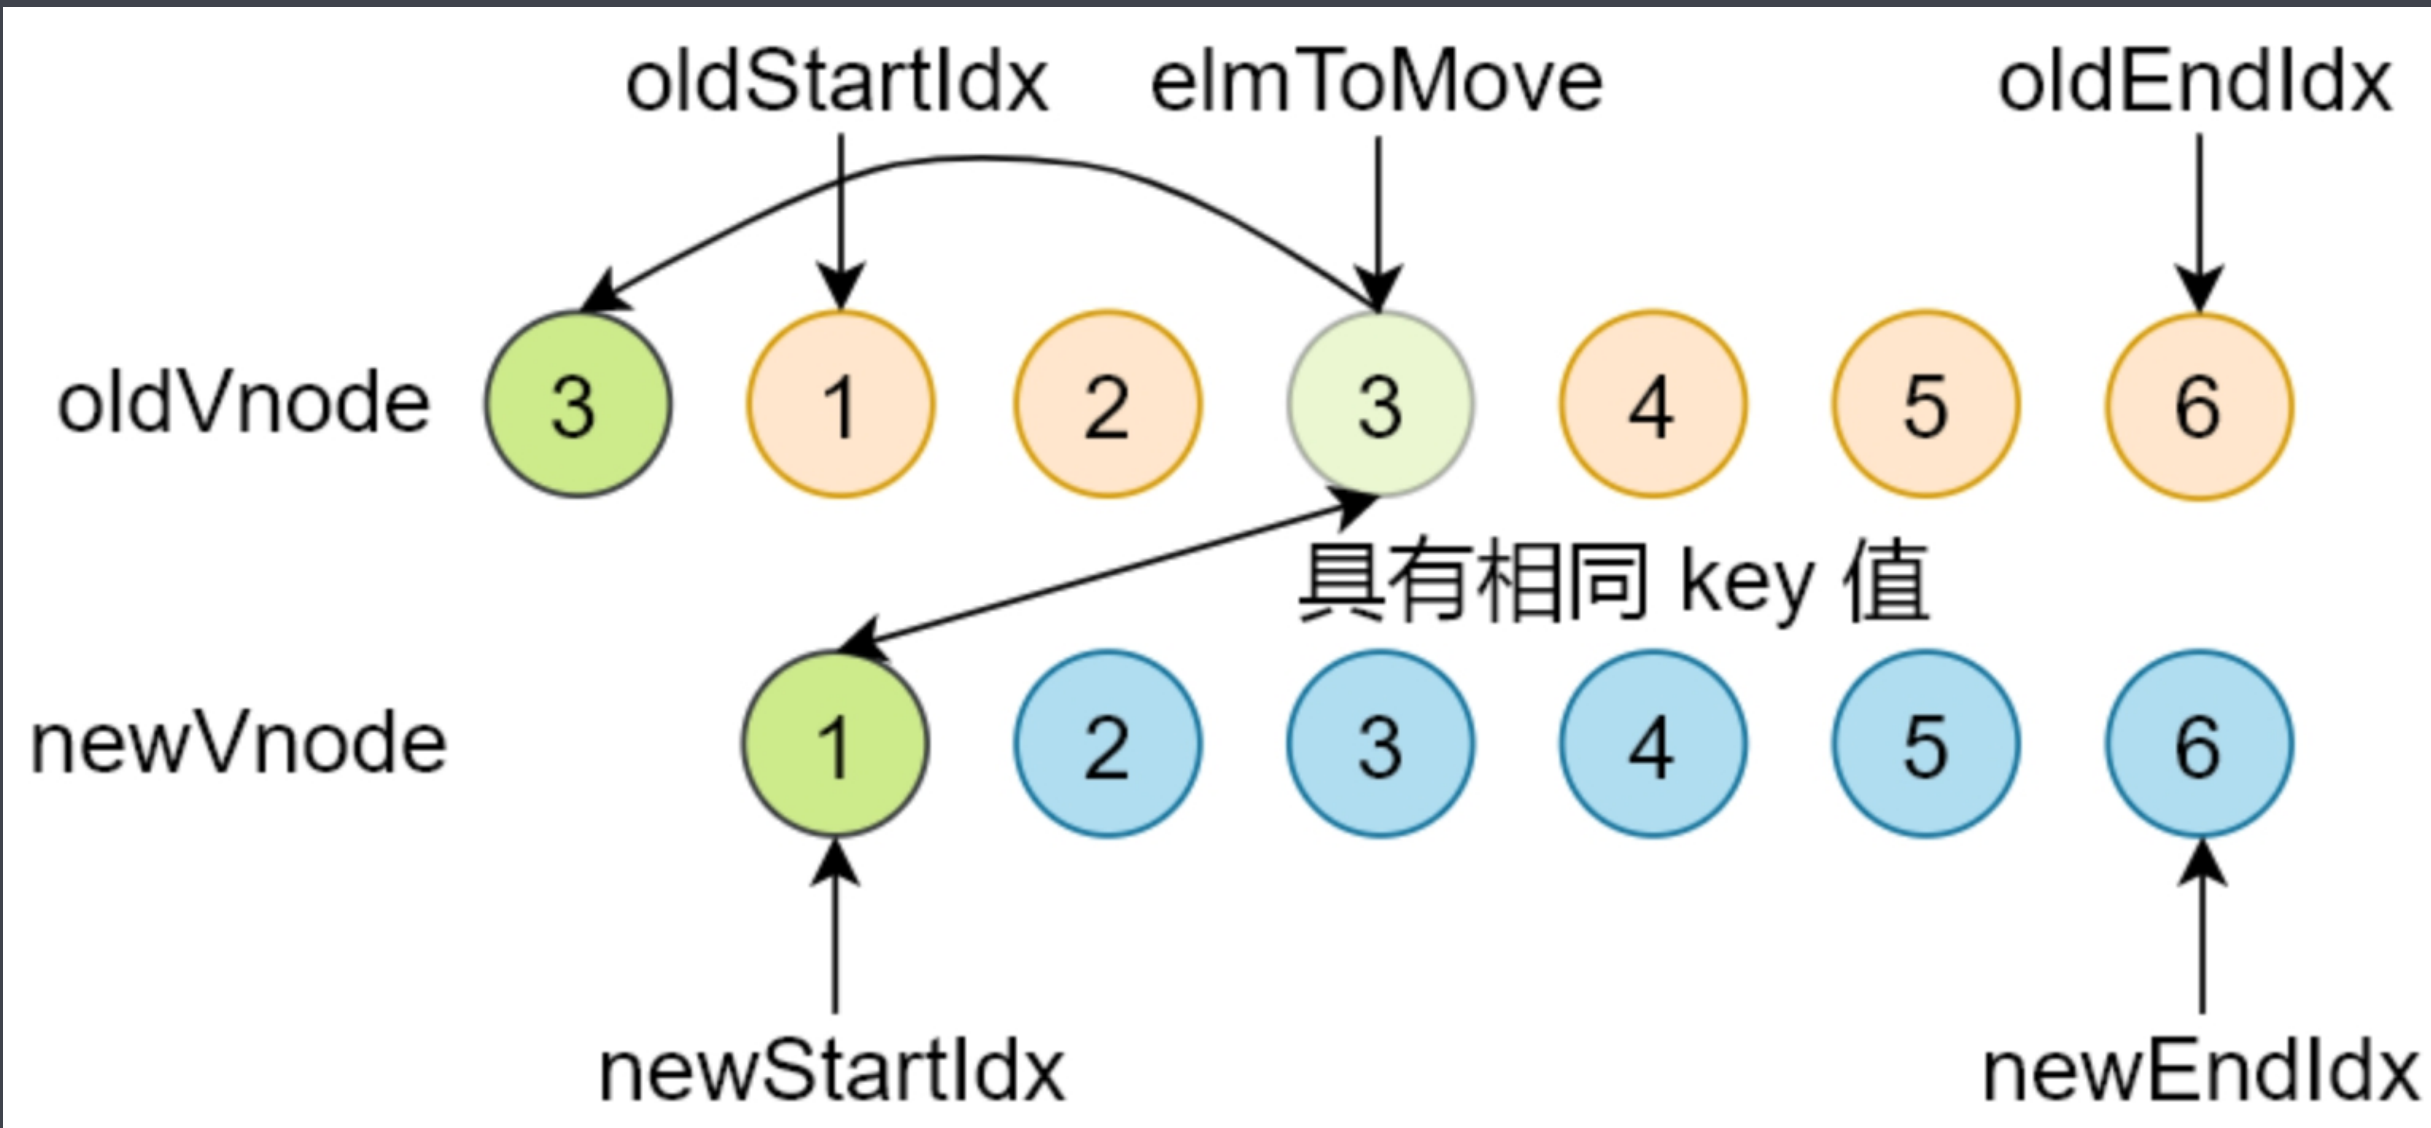 oldStartIdx elmToMove oldEndIdx
oldVnode 3 1 2 3 4 5 6
具有相同 key 值
newVnode 1 2 3 4 5 6
newStartIdx newEndIdx